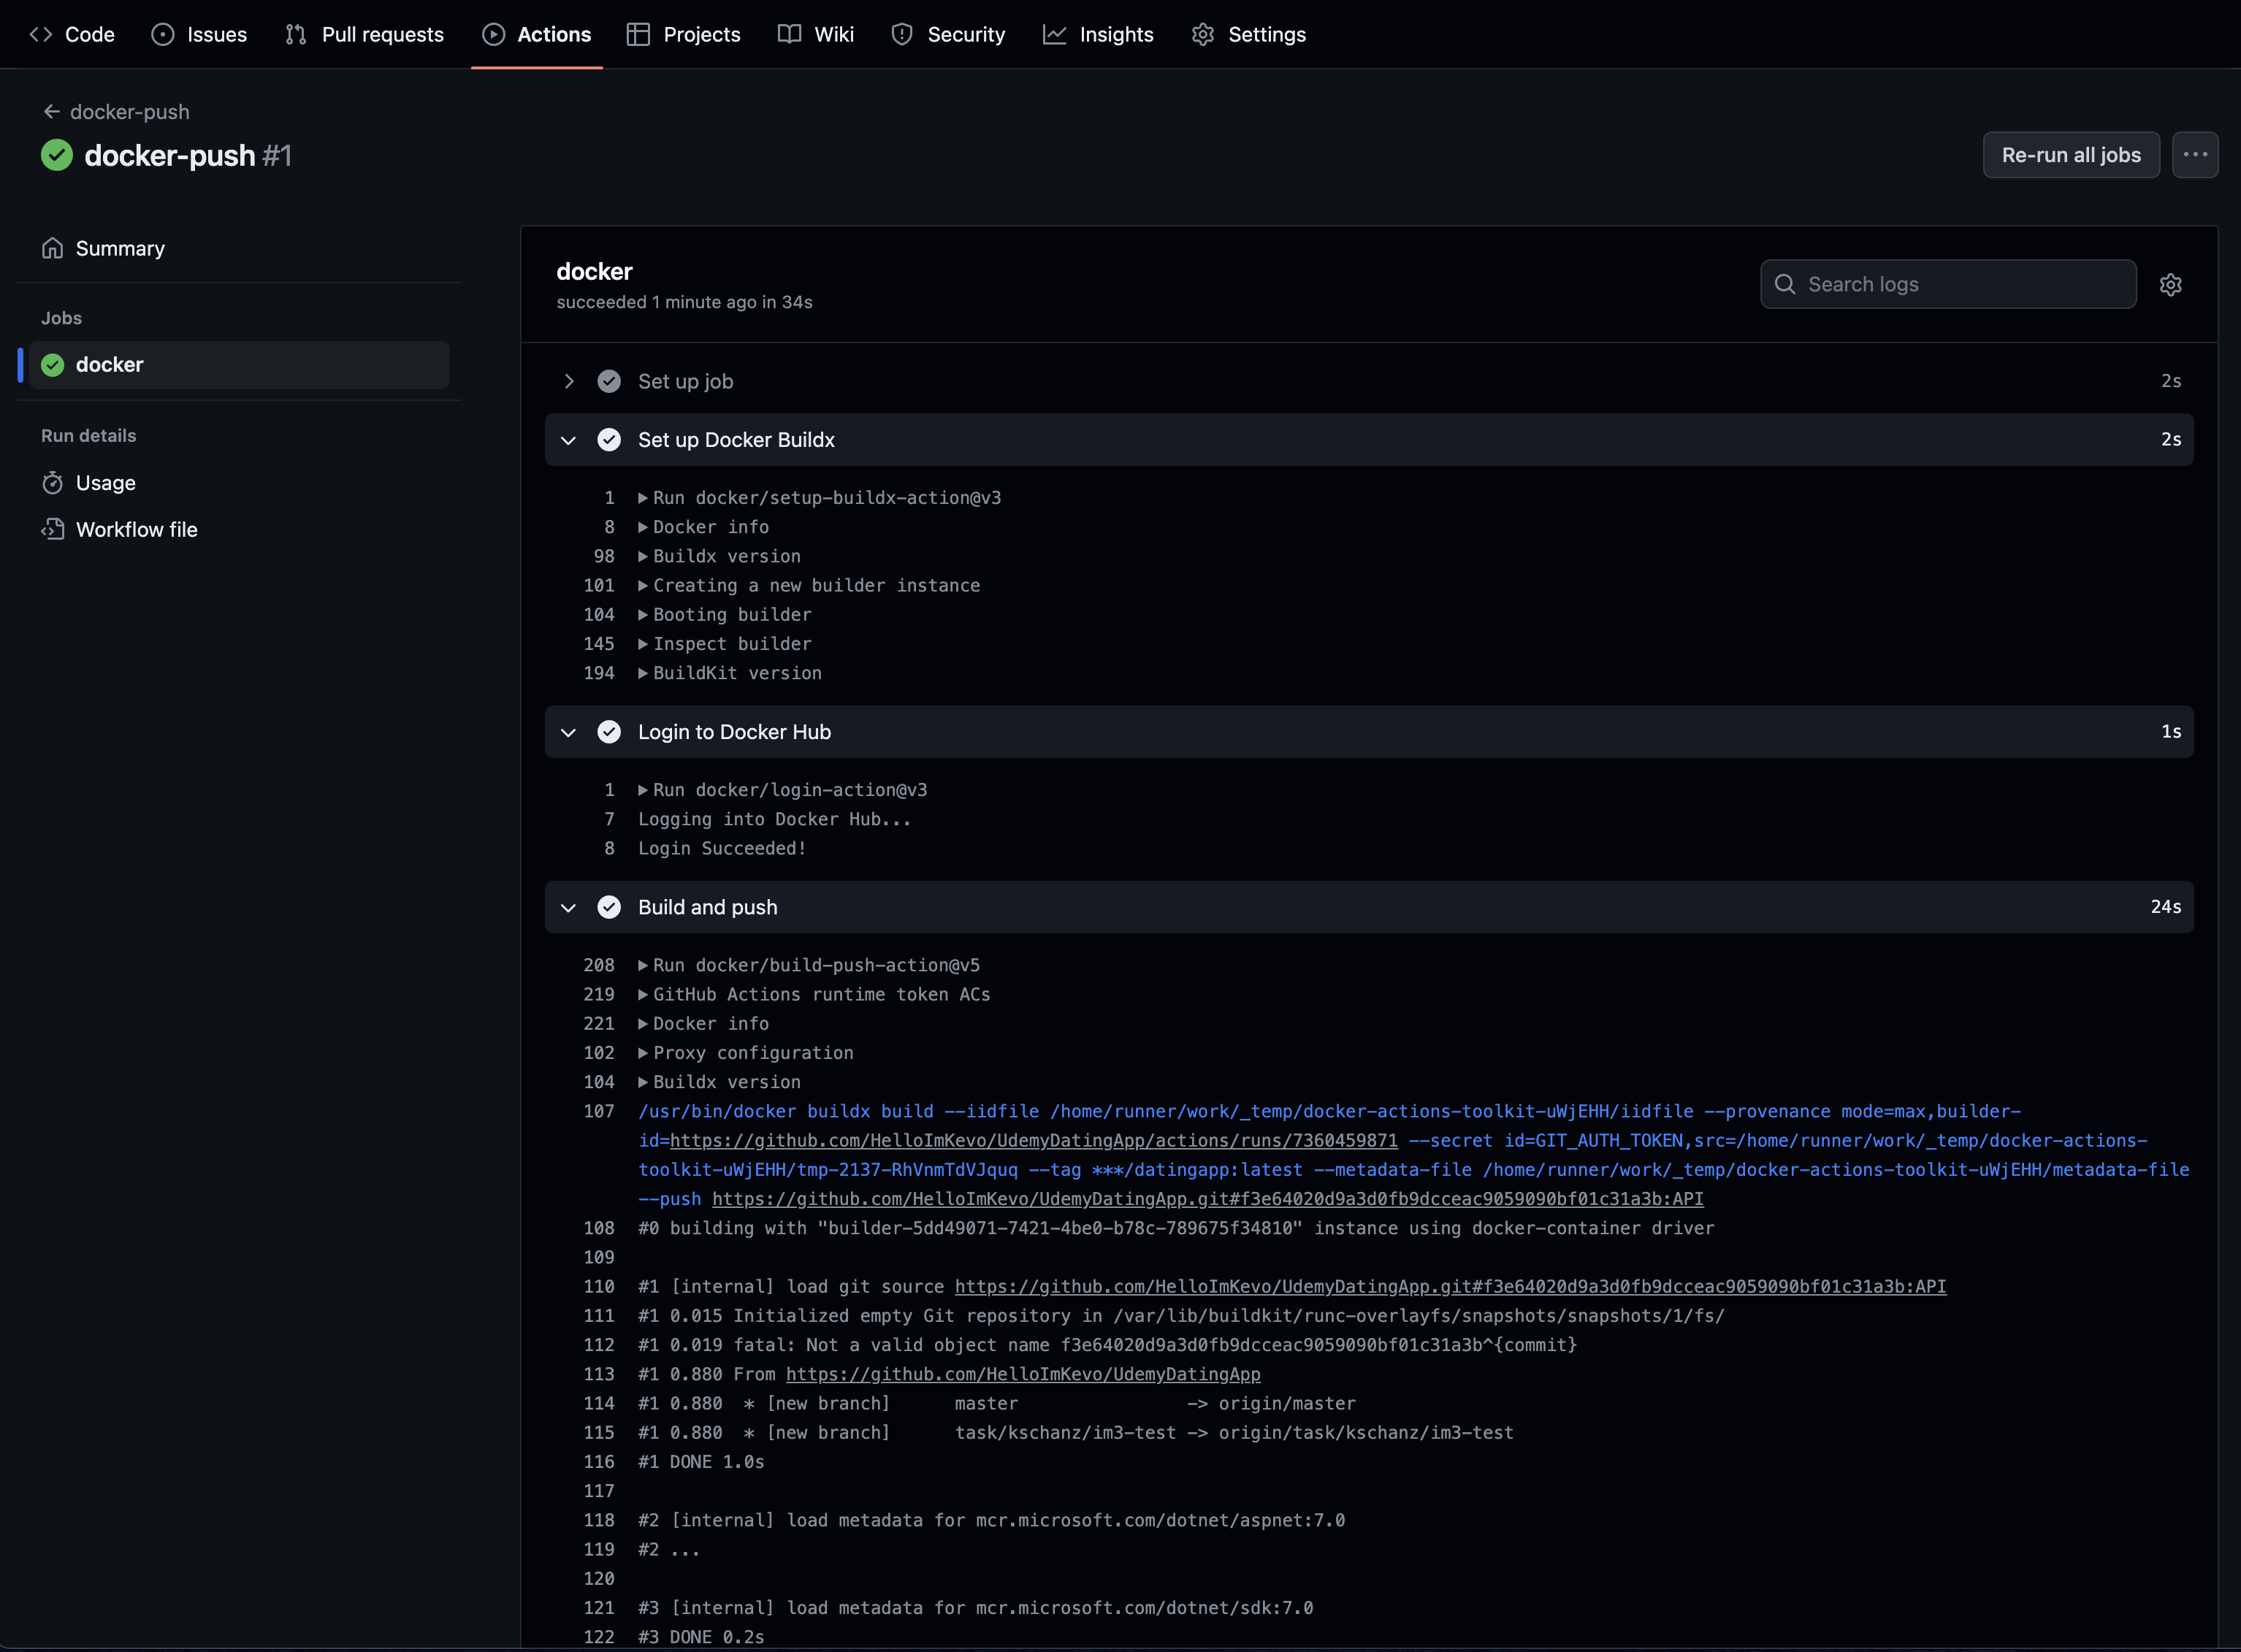 Code Issues Pull requests Actions Projects Wiki Security Insights Settings
docker-push
docker-push #1
Re-run all jobs
Summary
Jobs
docker
Run details
Usage
Workflow file
docker
succeeded 1 minute ago in 34s
Search logs
Set up job 2s
Set up Docker Buildx 2s
1 Run docker/setup-buildx-action@v3
8 Docker info
98 Buildx version
101 Creating a new builder instance
104 Booting builder
145 Inspect builder
194 BuildKit version
Login to Docker Hub 1s
1 Run docker/login-action@v3
7 Logging into Docker Hub...
8 Login Succeeded!
Build and push 24s
208 Run docker/build-push-action@v5
219 GitHub Actions runtime token ACs
221 Docker info
102 Proxy configuration
104 Buildx version
107 /usr/bin/docker buildx build --iidfile /home/runner/work/_temp/docker-actions-toolkit-uWjEHH/iidfile --provenance mode=max,builder-
id=https://github.com/HelloImKevo/UdemyDatingApp/actions/runs/7360459871 --secret id=GIT_AUTH_TOKEN,src=/home/runner/work/_temp/docker-actions-
toolkit-uWjEHH/tmp-2137-RhVnmTdVJquq --tag ***/datingapp:latest --metadata-file /home/runner/work/_temp/docker-actions-toolkit-uWjEHH/metadata-file
--push https://github.com/HelloImKevo/UdemyDatingApp.git#f3e64020d9a3d0fb9dcceac9059090bf01c31a3b:API
108 #0 building with "builder-5dd49071-7421-4be0-b78c-789675f34810" instance using docker-container driver
109
110 #1 [internal] load git source https://github.com/HelloImKevo/UdemyDatingApp.git#f3e64020d9a3d0fb9dcceac9059090bf01c31a3b:API
111 #1 0.015 Initialized empty Git repository in /var/lib/buildkit/runc-overlayfs/snapshots/snapshots/1/fs/
112 #1 0.019 fatal: Not a valid object name f3e64020d9a3d0fb9dcceac9059090bf01c31a3b^{commit}
113 #1 0.880 From https://github.com/HelloImKevo/UdemyDatingApp
114 #1 0.880 * [new branch] master -> origin/master
115 #1 0.880 * [new branch] task/kschanz/im3-test -> origin/task/kschanz/im3-test
116 #1 DONE 1.0s
117
118 #2 [internal] load metadata for mcr.microsoft.com/dotnet/aspnet:7.0
119 #2 ...
120
121 #3 [internal] load metadata for mcr.microsoft.com/dotnet/sdk:7.0
122 #3 DONE 0.2s